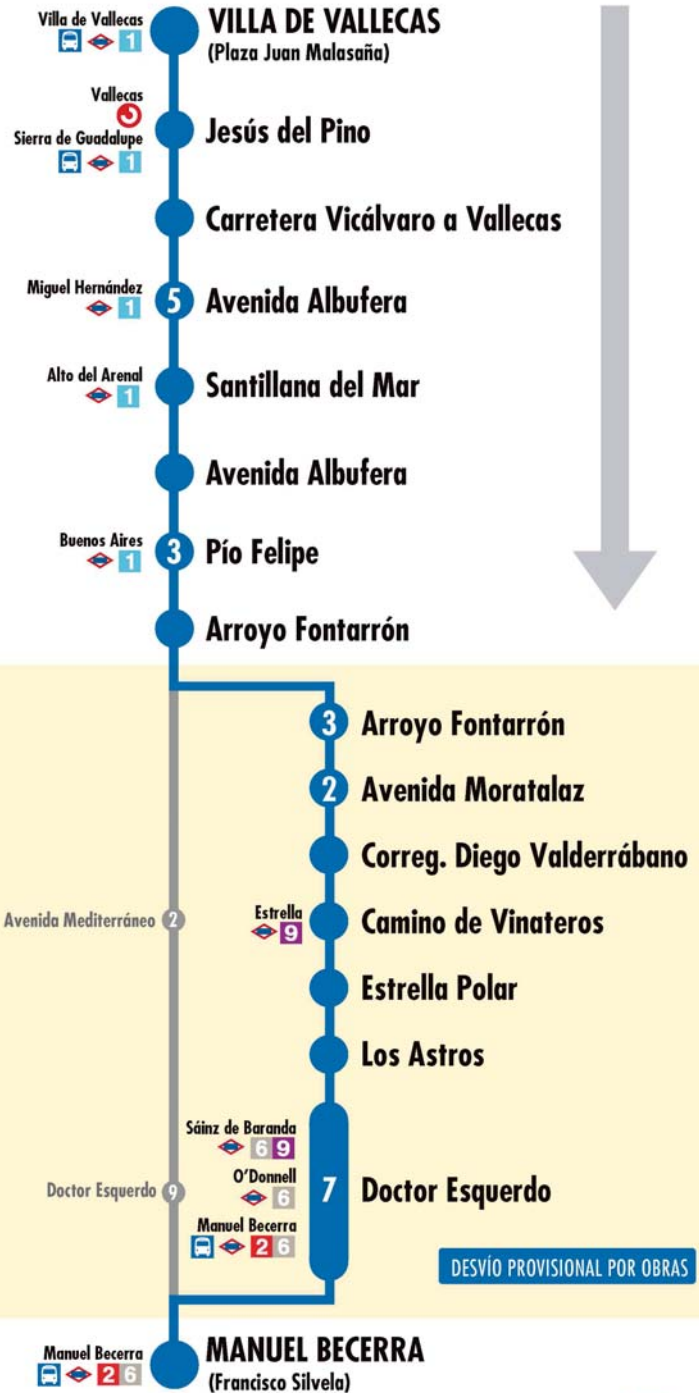 Villa de Vallecas
1
VILLA DE VALLECAS
(Plaza Juan Malasaña)
Vallecas
Sierra de Guadalupe
1
Jesús del Pino
Carretera Vicálvaro a Vallecas
Miguel Hernández
1
5
Avenida Albufera
Alto del Arenal
1
Santillana del Mar
Avenida Albufera
Buenos Aires
1
3
Pío Felipe
Arroyo Fontarrón
3 Arroyo Fontarrón
2 Avenida Moratalaz
Correg. Diego Valderrábano
Avenida Mediterráneo 2
Estrella
9
Camino de Vinateros
Estrella Polar
Los Astros
Sáinz de Baranda
6 9
O'Donnell
6
Manuel Becerra
2 6
Doctor Esquerdo 9
7 Doctor Esquerdo
DESVÍO PROVISIONAL POR OBRAS
Manuel Becerra
2 6
MANUEL BECERRA
(Francisco Silvela)